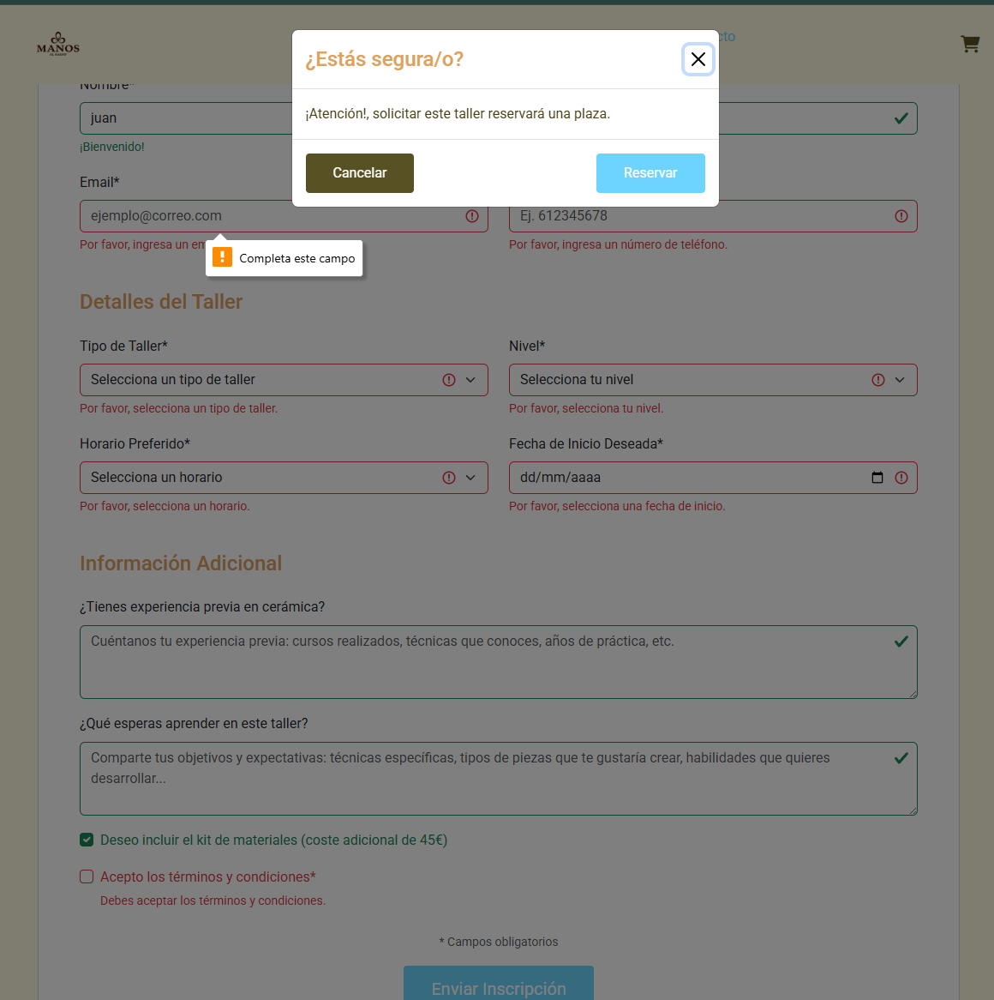 MANOS
AL BARRO
cto
¿Estás segura/o?
¡Atención!, solicitar este taller reservará una plaza.
Cancelar
Reservar
Nombre*
juan
¡Bienvenido!
Email*
ejemplo@correo.com
Ej. 612345678
Por favor, ingresa un em
Por favor, ingresa un número de teléfono.
Completa este campo
Detalles del Taller
Tipo de Taller*
Nivel*
Selecciona un tipo de taller
Selecciona tu nivel
Por favor, selecciona un tipo de taller.
Por favor, selecciona tu nivel.
Horario Preferido*
Fecha de Inicio Deseada*
Selecciona un horario
dd/mm/aaaa
Por favor, selecciona un horario.
Por favor, selecciona una fecha de inicio.
Información Adicional
¿Tienes experiencia previa en cerámica?
Cuéntanos tu experiencia previa: cursos realizados, técnicas que conoces, años de práctica, etc.
¿Qué esperas aprender en este taller?
Comparte tus objetivos y expectativas: técnicas específicas, tipos de piezas que te gustaría crear, habilidades que quieres
desarrollar...
Deseo incluir el kit de materiales (coste adicional de 45€)
Acepto los términos y condiciones*
Debes aceptar los términos y condiciones.
* Campos obligatorios
Enviar Inscripción